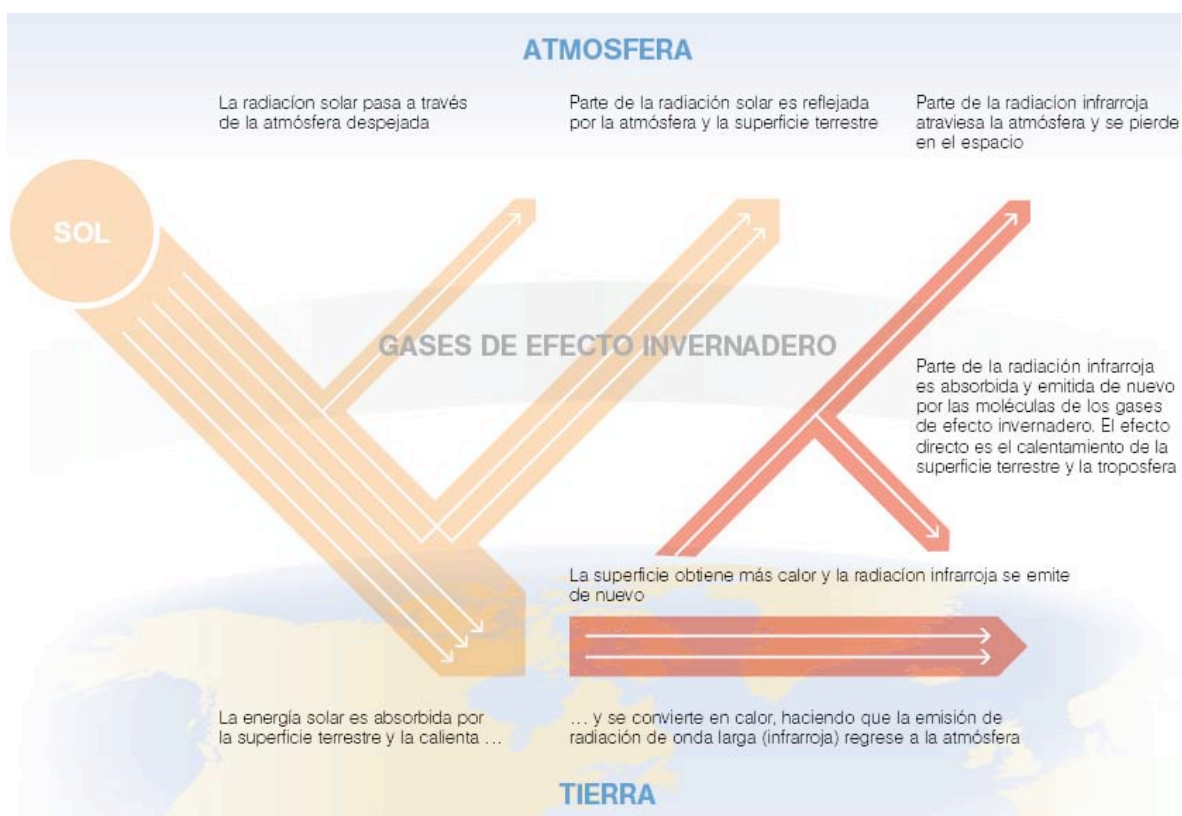 ATMOSFERA
La radiacíon solar pasa a través
de la atmósfera despejada
Parte de la radiación solar es reflejada
por la atmósfera y la superficie terrestre
Parte de la radiacíon infrarroja
atraviesa la atmósfera y se pierde
en el espacio
SOL
GASES DE EFECTO INVERNADERO
Parte de la radiación infrarroja
es absorbida y emitida de nuevo
por las moléculas de los gases
de efecto invernadero. El efecto
directo es el calentamiento de la
superficie terrestre y la troposfera
La superficie obtiene más calor y la radiacíon infrarroja se emite
de nuevo
La energía solar es absorbida por
la superficie terrestre y la calienta ...
... y se convierte en calor, haciendo que la emisión de
radiación de onda larga (infrarroja) regrese a la atmósfera
TIERRA